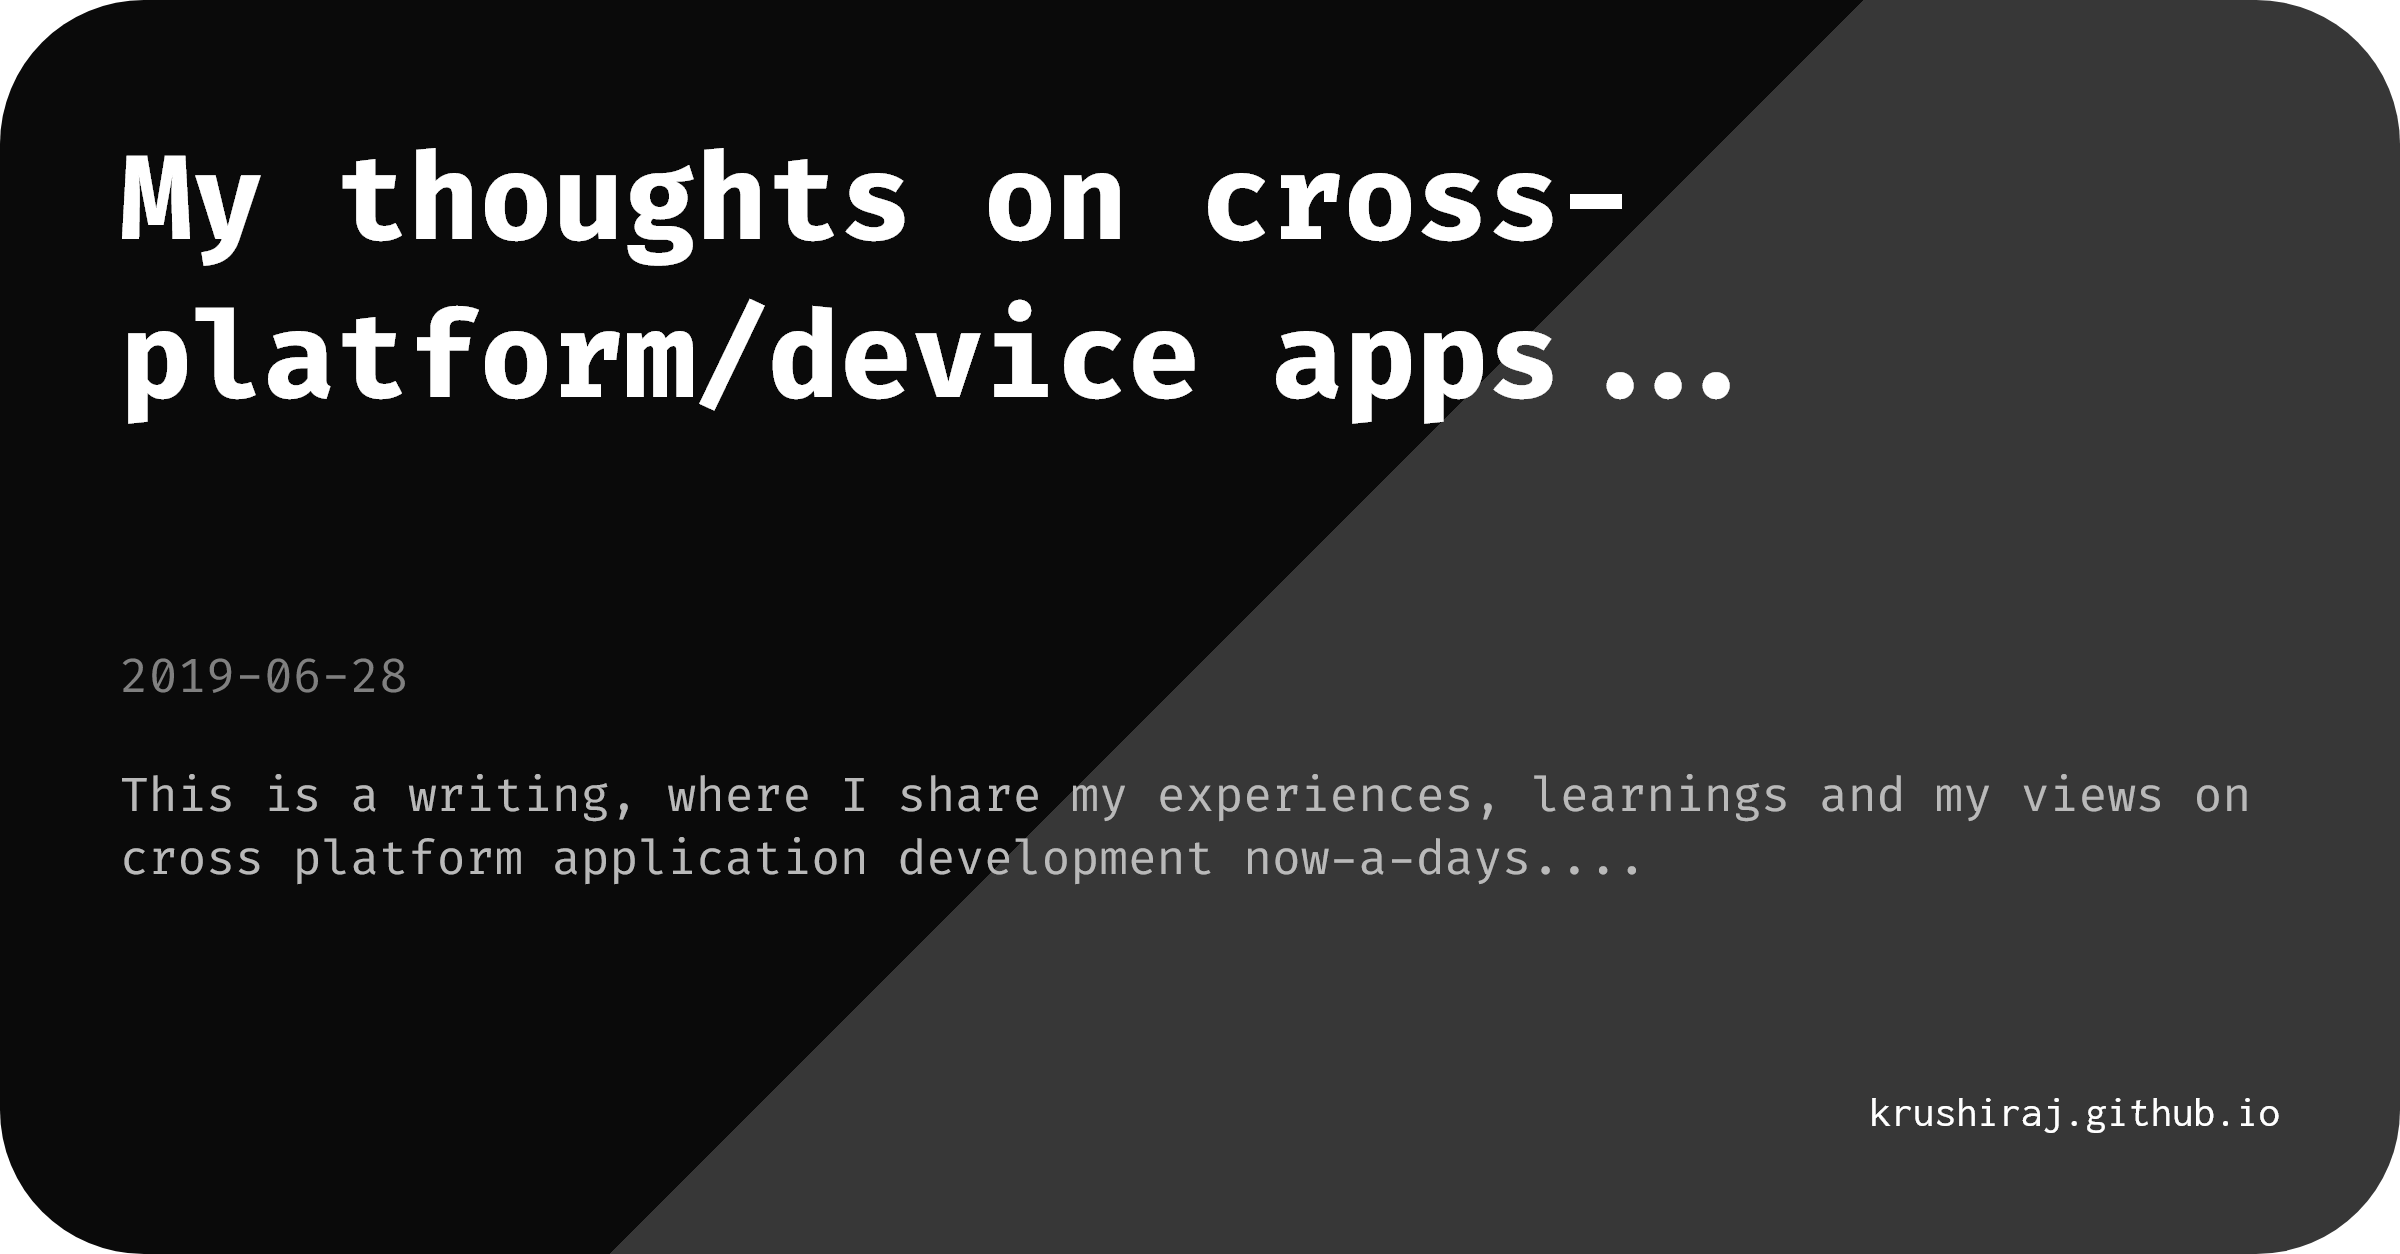 My thoughts on cross-
platform/device apps...
2019-06-28
This is a writing, where I share my experiences, learnings and my views on
cross platform application development now-a-days....
krushiraj.github.io